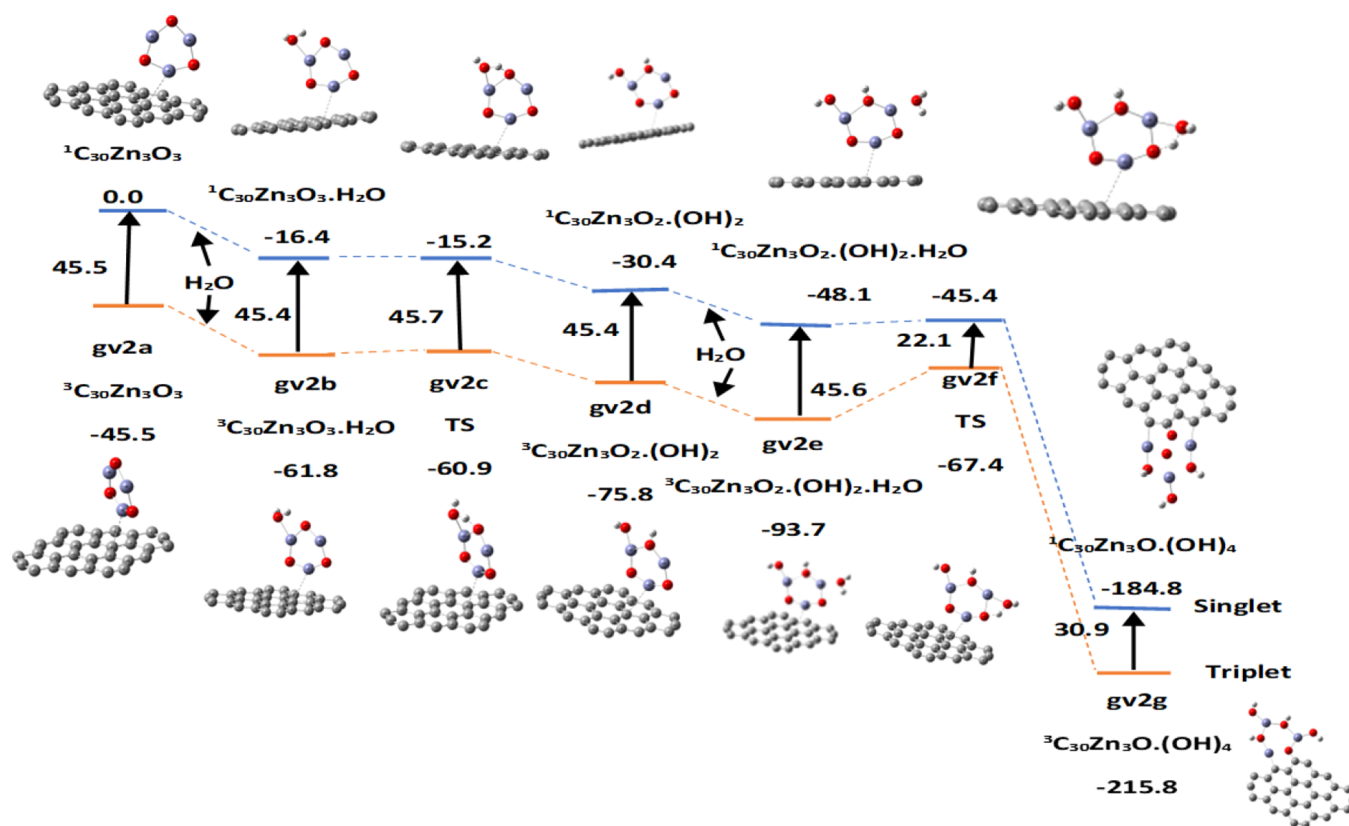 ¹C₃₀Zn₃O₃
0.0
¹C₃₀Zn₃O₃.H₂O
-16.4
-15.2
¹C₃₀Zn₃O₂.(OH)₂
-30.4
¹C₃₀Zn₃O₂.(OH)₂.H₂O
-48.1
-45.4
45.5
H₂O
45.4
45.7
45.4
H₂O
45.6
22.1
gv2a
gv2b
gv2c
gv2d
gv2e
gv2f
³C₃₀Zn₃O₃
-45.5
³C₃₀Zn₃O₃.H₂O
-61.8
TS
-60.9
³C₃₀Zn₃O₂.(OH)₂
-75.8
³C₃₀Zn₃O₂.(OH)₂.H₂O
-93.7
TS
-67.4
¹C₃₀Zn₃O.(OH)₄
-184.8
Singlet
30.9
Triplet
gv2g
³C₃₀Zn₃O.(OH)₄
-215.8